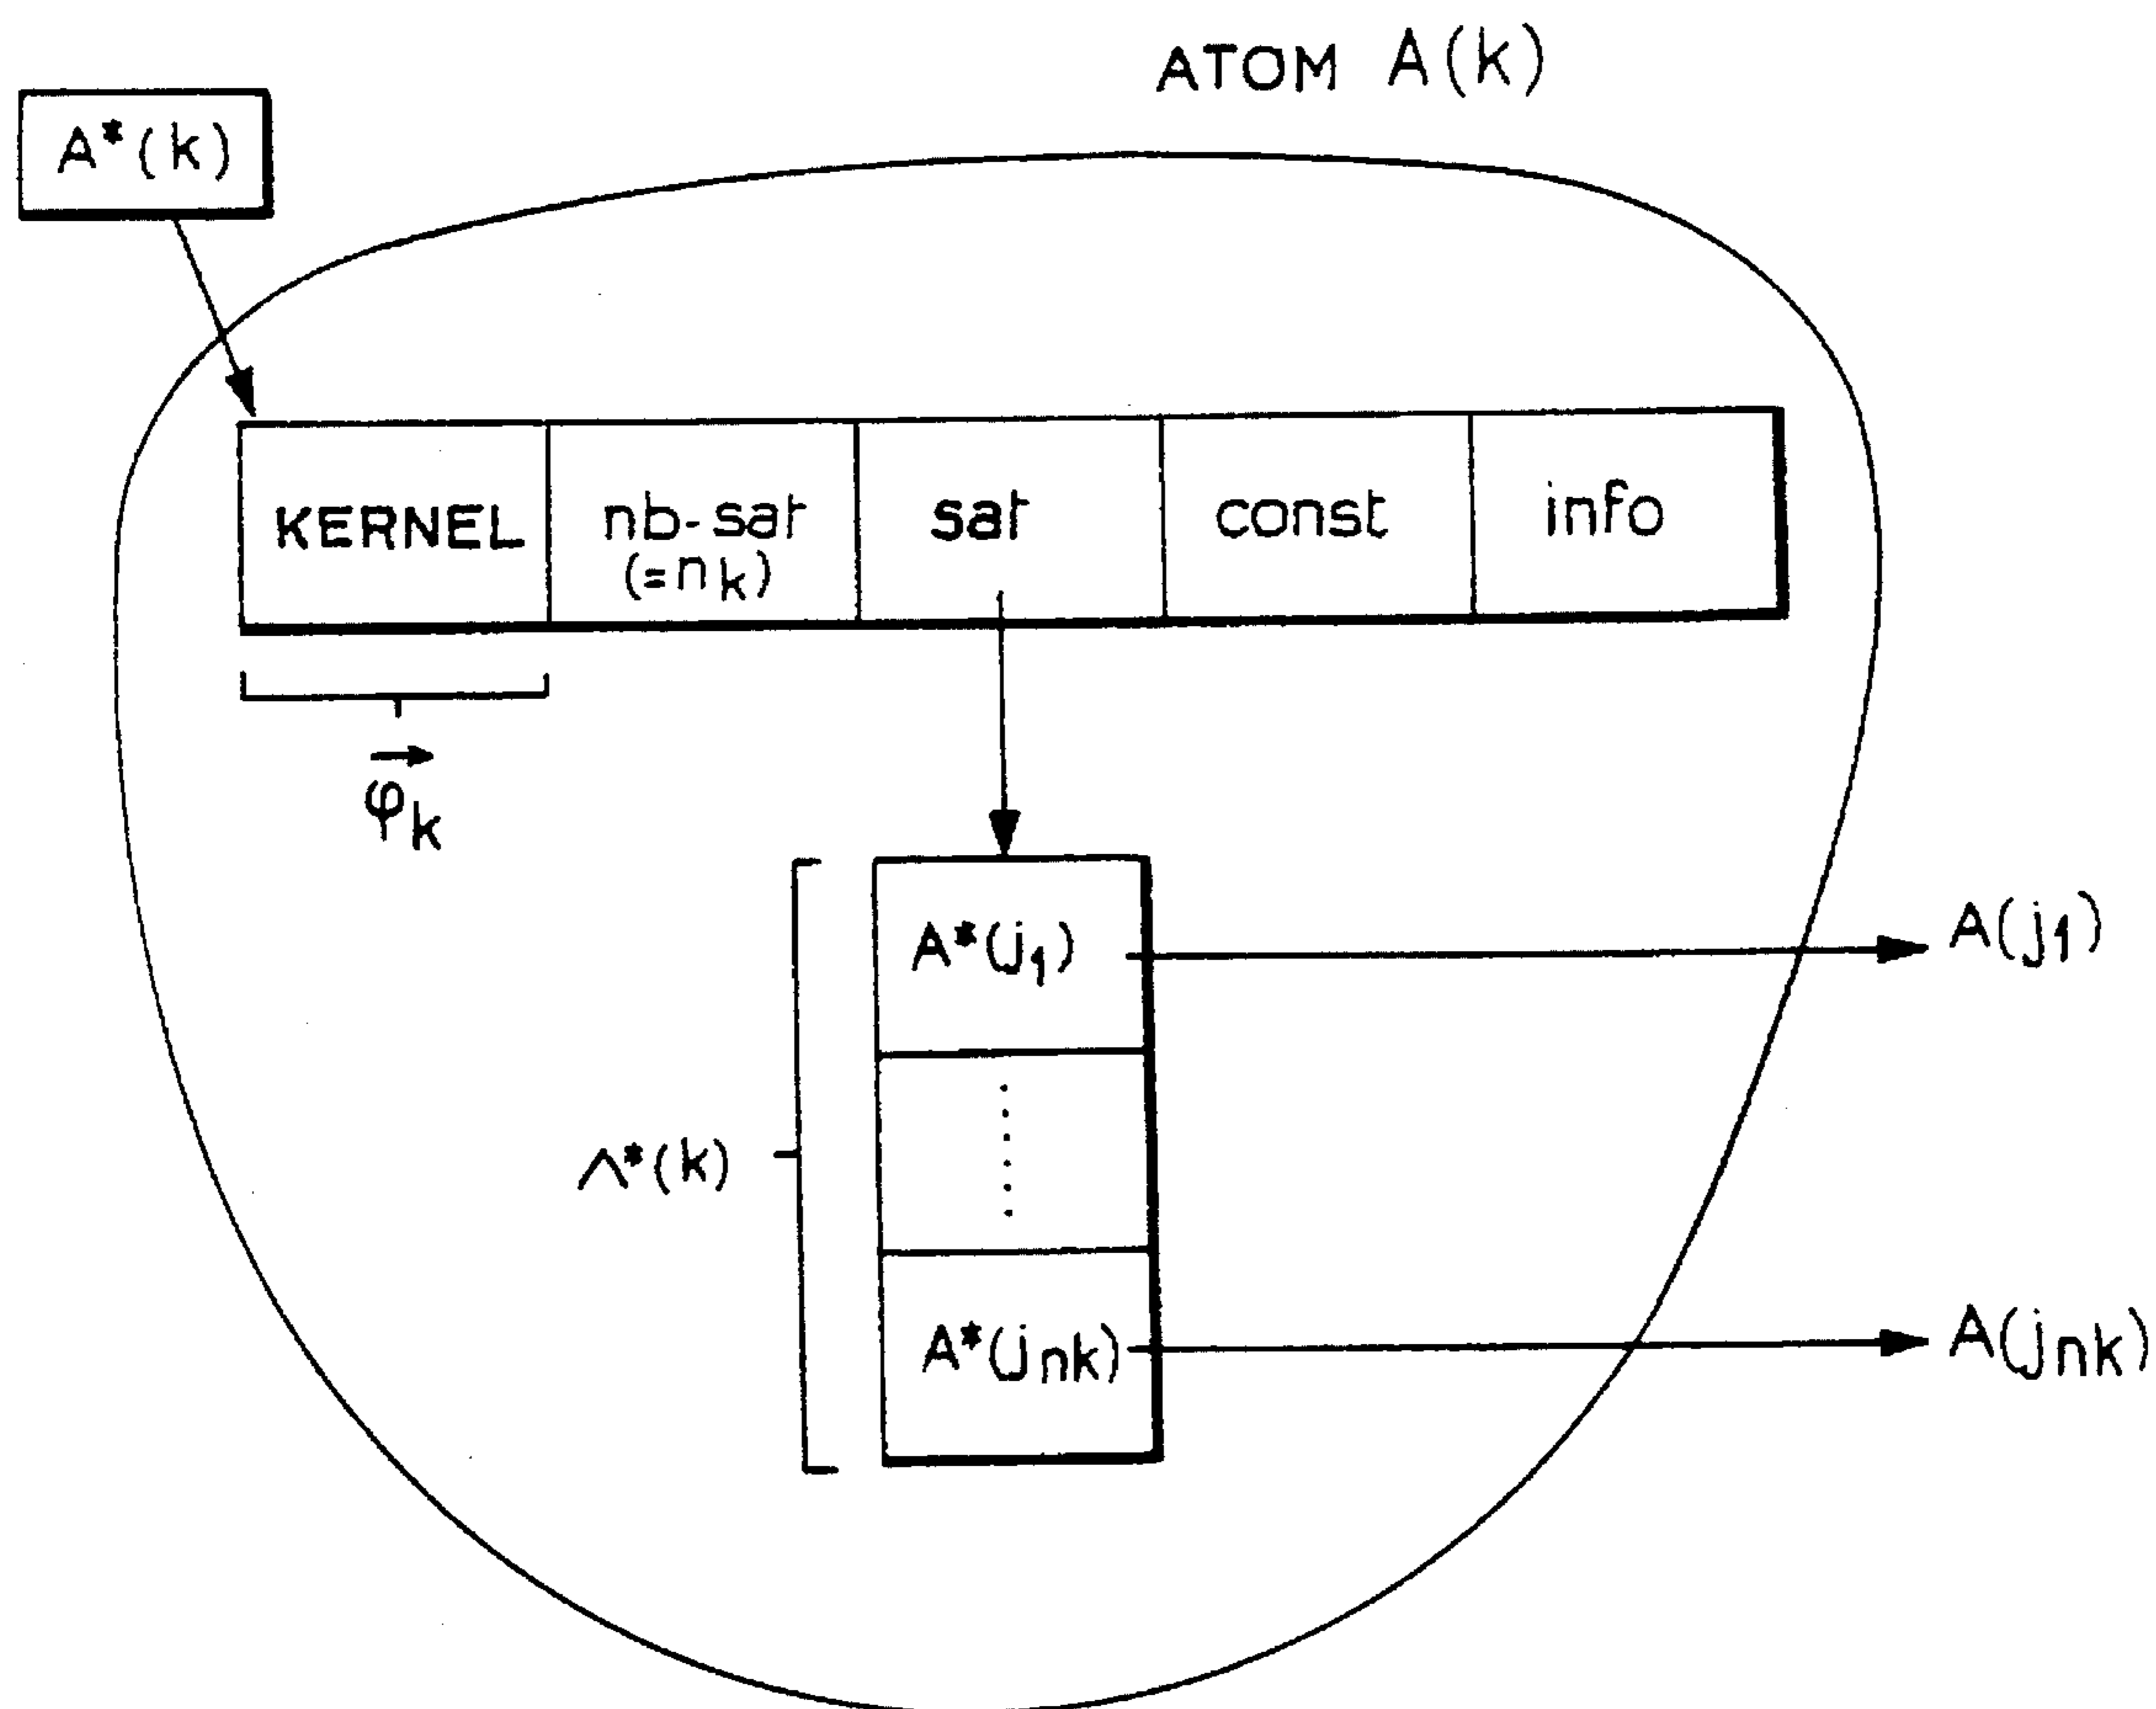 ATOM A(k)
A*(k)
KERNEL
nb-sat
(=nₖ)
sat
const
info
φₖ
A*(j₁)
A(j₁)
Λ*(k)
A*(jnk)
A(jnk)